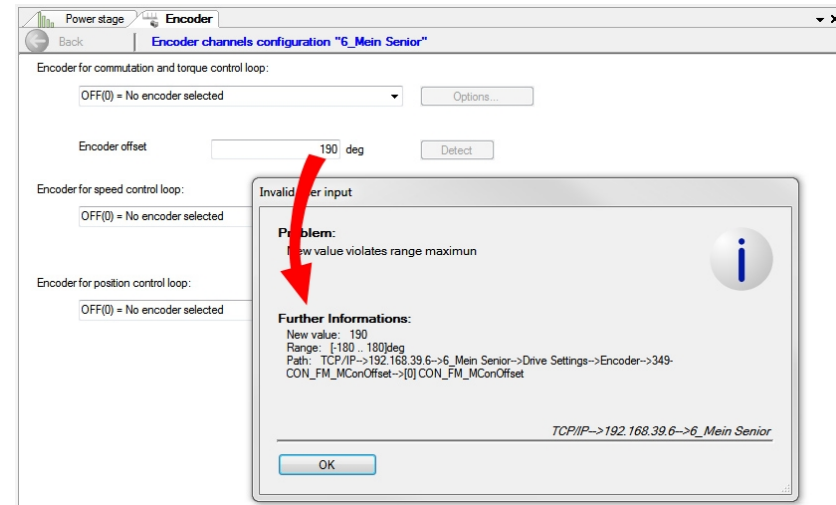 Power stage Encoder
Back Encoder channels configuration "6_Mein Senior"
Encoder for commutation and torque control loop:
OFF(0) = No encoder selected Options...
Encoder offset 190 deg Detect
Encoder for speed control loop:
OFF(0) = No encoder selected
Encoder for position control loop:
OFF(0) = No encoder selected
Invalid user input
Problem:
New value violates range maximun
Further Informations:
New value: 190
Range: [-180 .. 180]deg
Path: TCP/IP-->192.168.39.6-->6_Mein Senior-->Drive Settings-->Encoder-->349-
CON_FM_MConOffset-->[0] CON_FM_MConOffset
TCP/IP-->192.168.39.6-->6_Mein Senior
OK